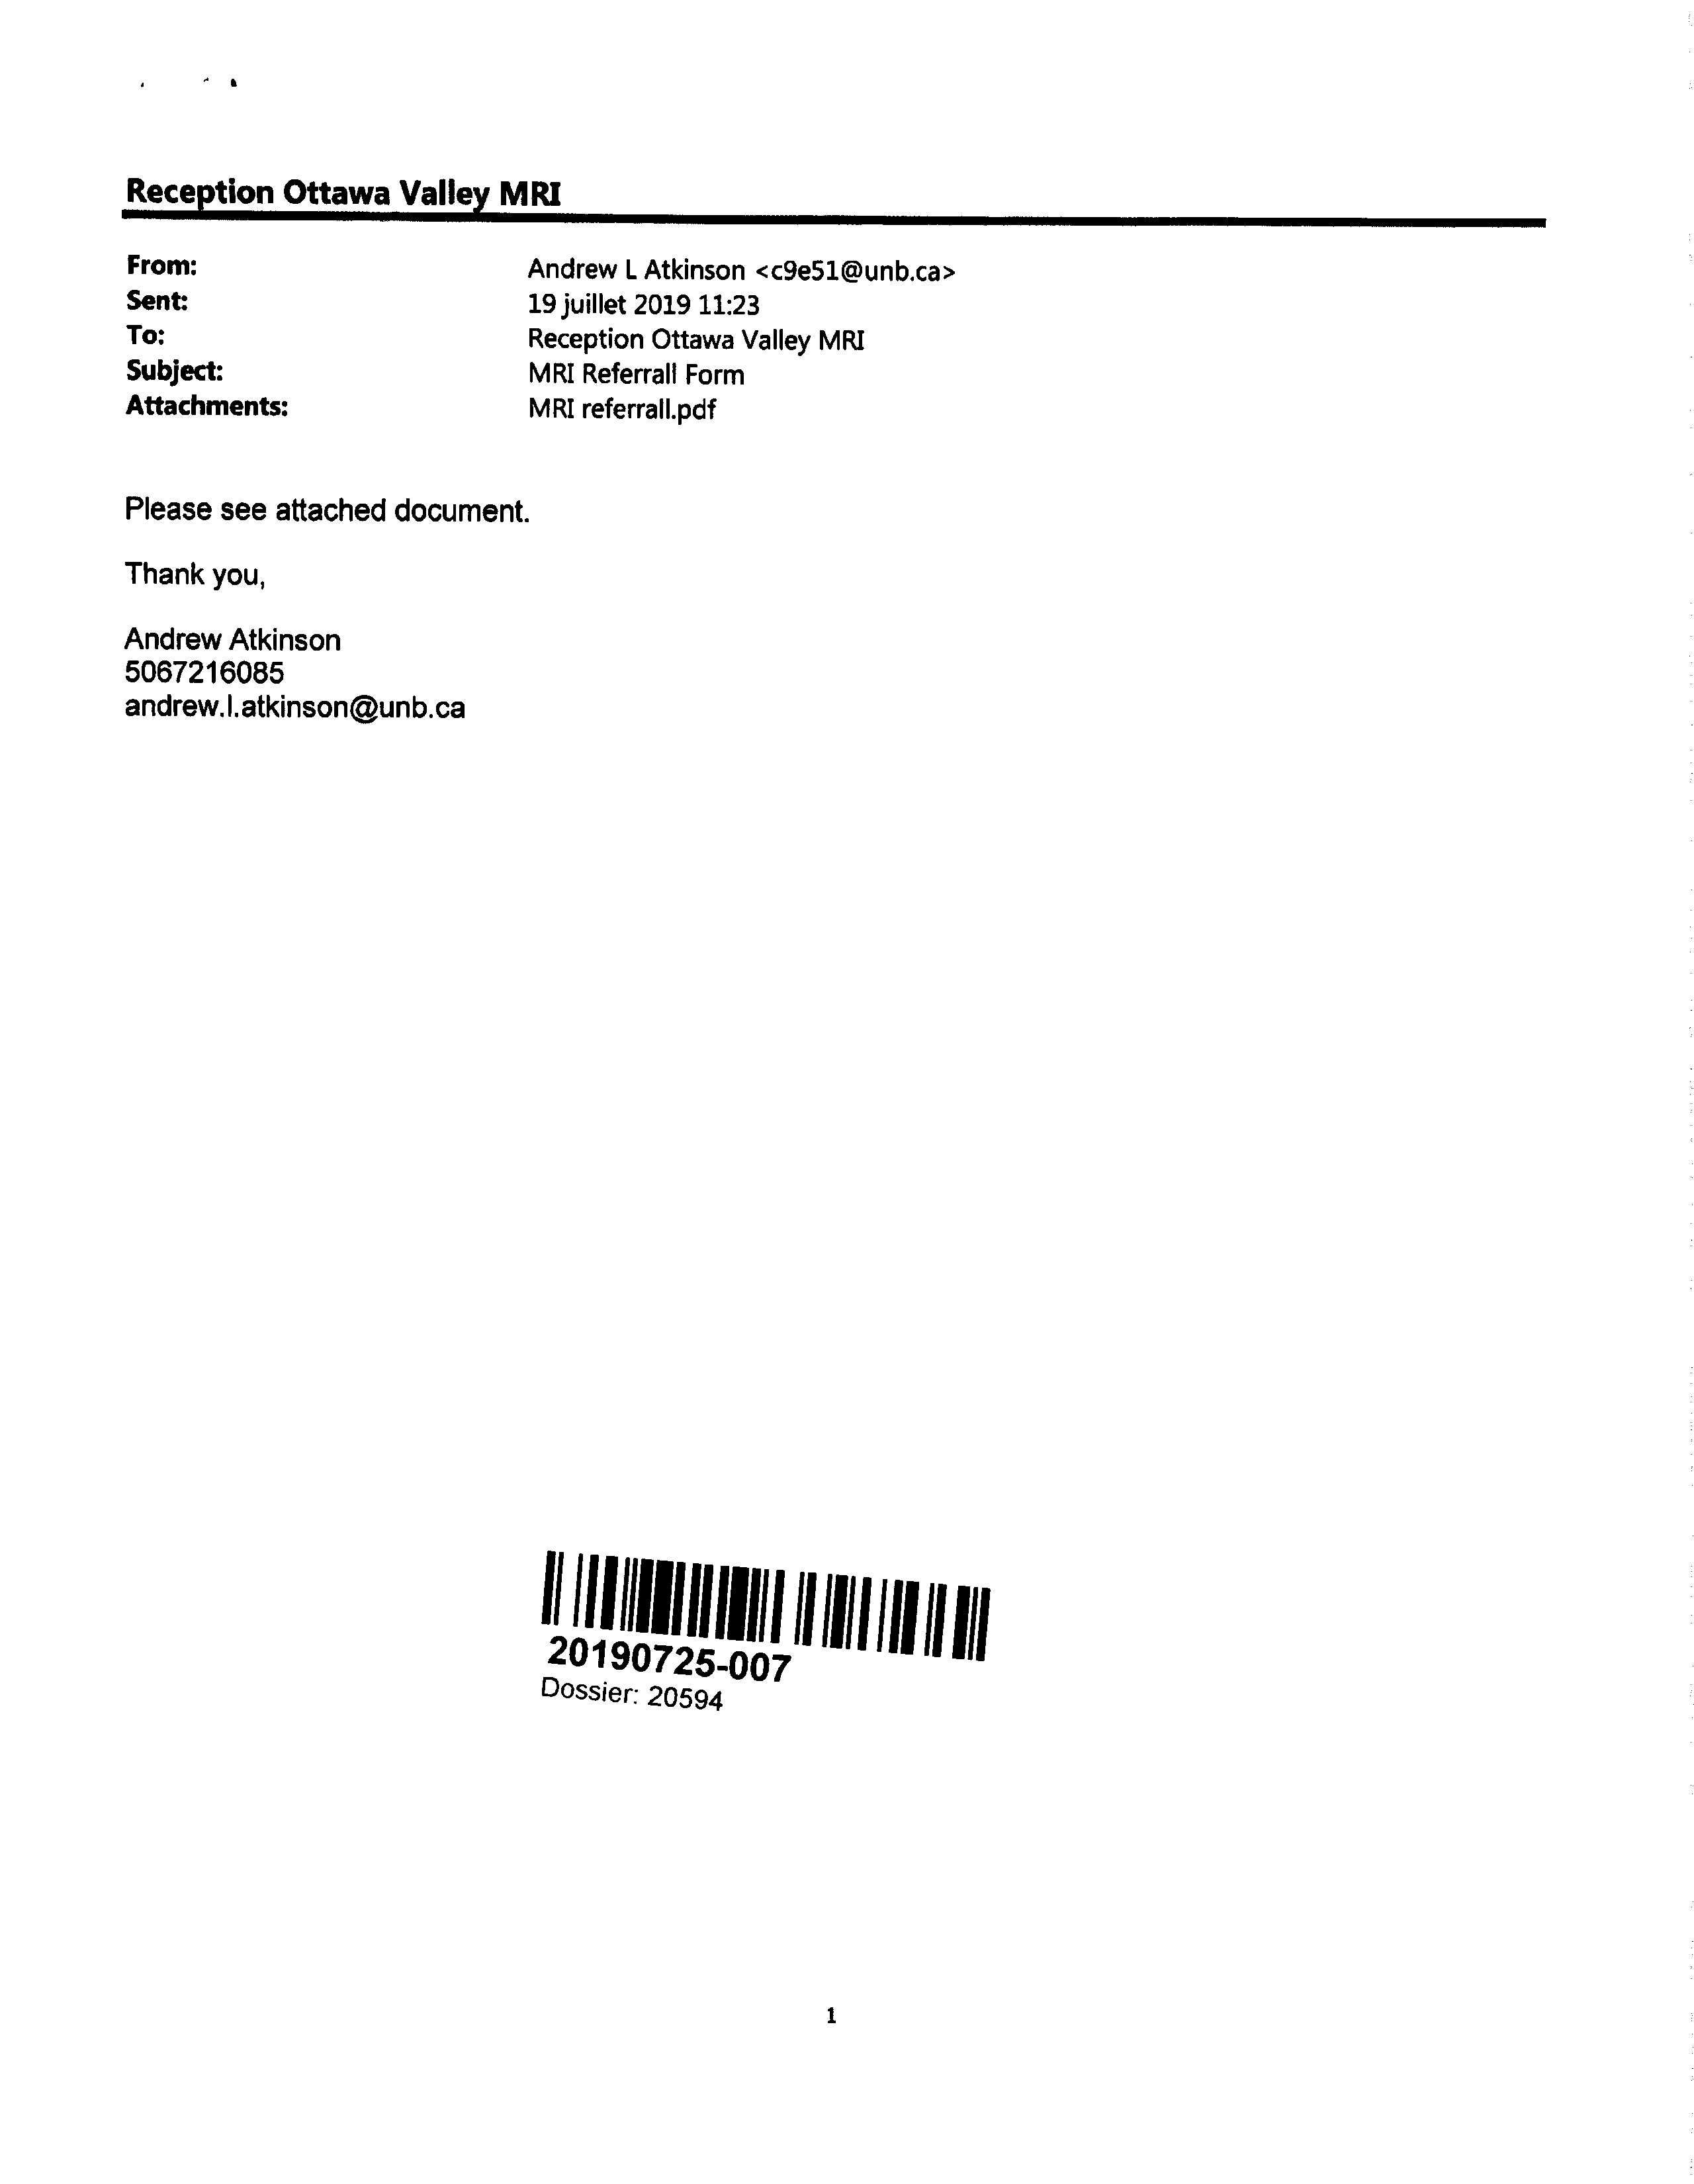 Reception Ottawa Valley MRI
From: Andrew L Atkinson <c9e51@unb.ca>
Sent: 19 juillet 2019 11:23
To: Reception Ottawa Valley MRI
Subject: MRI Referrall Form
Attachments: MRI referrall.pdf
Please see attached document.
Thank you,
Andrew Atkinson
5067216085
andrew.l.atkinson@unb.ca
20190725-007
Dossier: 20594
1